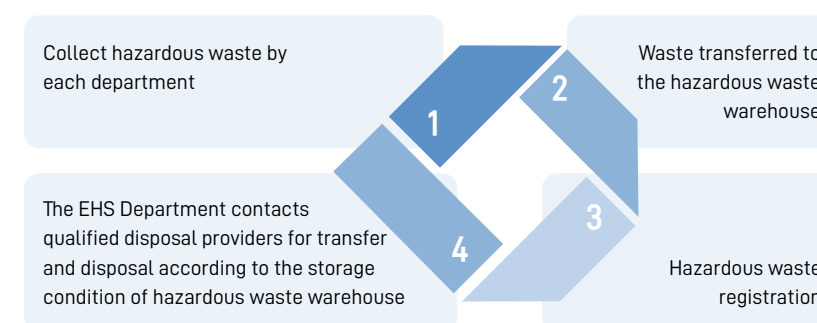 Collect hazardous waste by
each department
1
2
Waste transferred to
the hazardous waste
warehouse
3
Hazardous waste
registration
4
The EHS Department contacts
qualified disposal providers for transfer
and disposal according to the storage
condition of hazardous waste warehouse